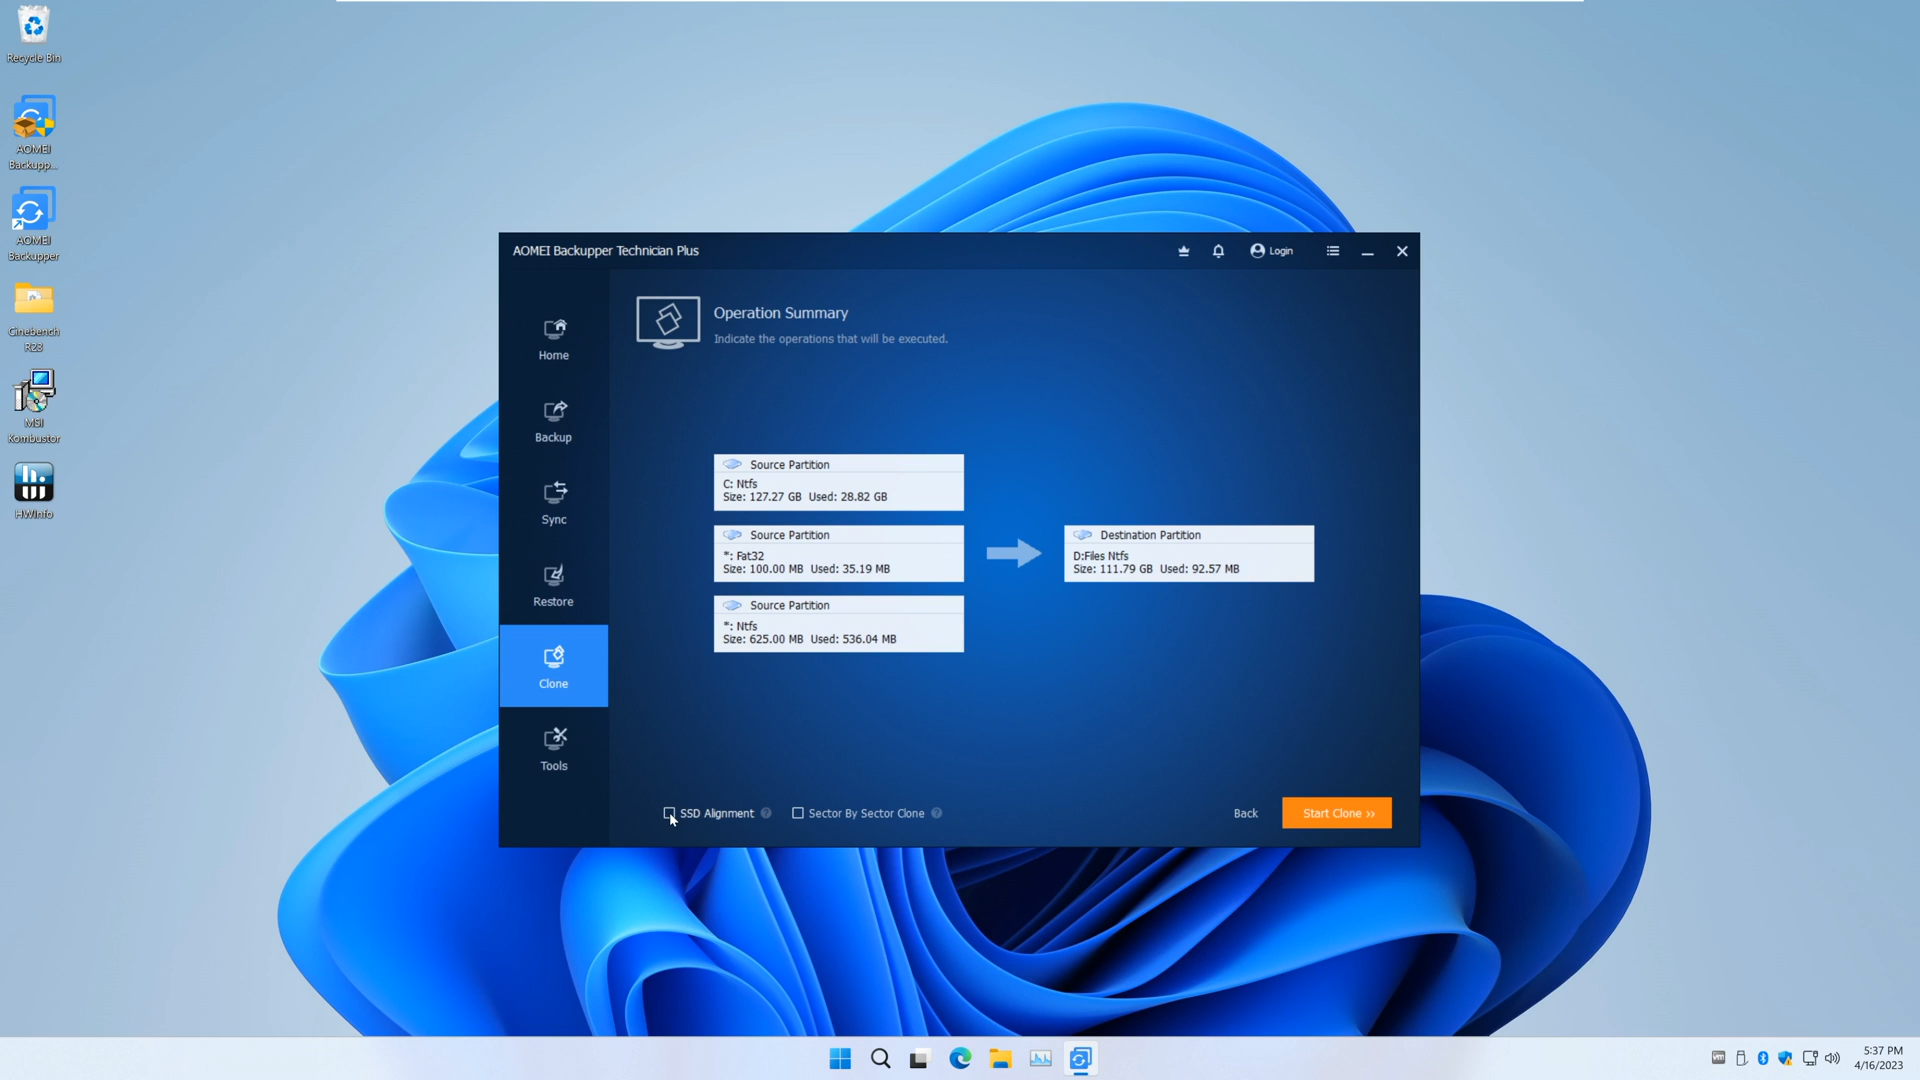 Recycle Bin
AOMEI
Backupp...
AOMEI
Backupper
Cinebench
R23
MSI
Kombustor
HWInfo
AOMEI Backupper Technician Plus
Login
Home
Backup
Sync
Restore
Clone
Tools
Operation Summary
Indicate the operations that will be executed.
Source Partition
C: Ntfs
Size: 127.27 GB Used: 28.82 GB
Source Partition
*: Fat32
Size: 100.00 MB Used: 35.19 MB
Source Partition
*: Ntfs
Size: 625.00 MB Used: 536.04 MB
Destination Partition
D:Files Ntfs
Size: 111.79 GB Used: 92.57 MB
SSD Alignment ?
Sector By Sector Clone ?
Back
Start Clone >>
vm
5:37 PM
4/16/2023